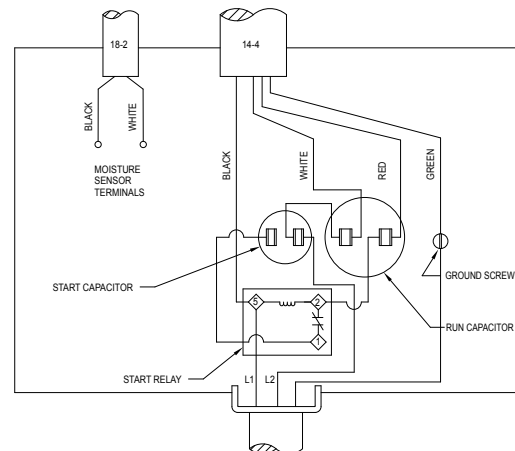 18-2
14-4
BLACK
WHITE
MOISTURE
SENSOR
TERMINALS
BLACK
WHITE
RED
GREEN
START CAPACITOR
GROUND SCREW
RUN CAPACITOR
5
2
1
START RELAY
L1
L2